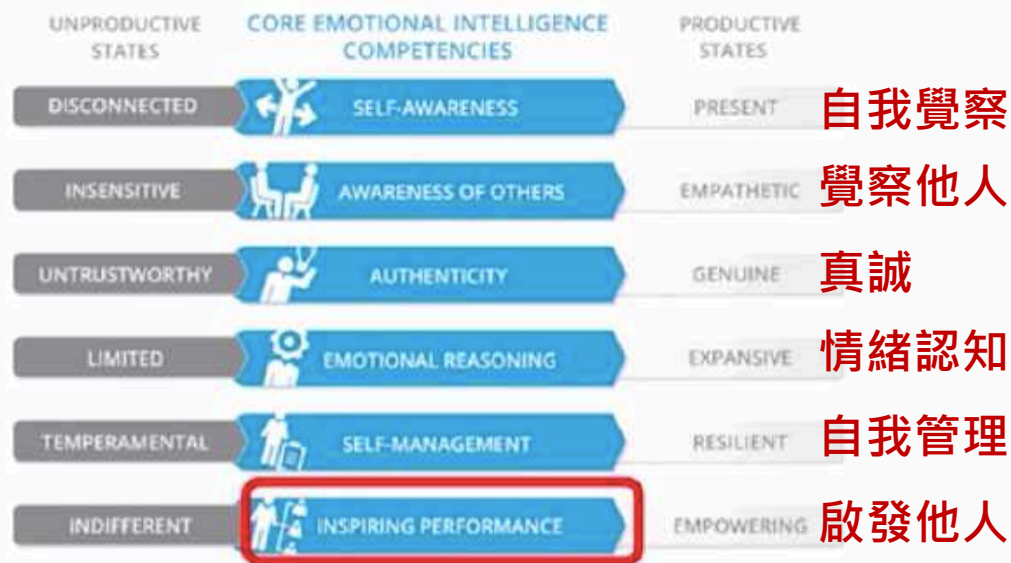 UNPRODUCTIVE STATES
CORE EMOTIONAL INTELLIGENCE COMPETENCIES
PRODUCTIVE STATES
DISCONNECTED SELF-AWARENESS PRESENT 自我覺察
INSENSITIVE AWARENESS OF OTHERS EMPATHETIC 覺察他人
UNTRUSTWORTHY AUTHENTICITY GENUINE 真誠
LIMITED EMOTIONAL REASONING EXPANSIVE 情緒認知
TEMPERAMENTAL SELF-MANAGEMENT RESILIENT 自我管理
INDIFFERENT INSPIRING PERFORMANCE EMPOWERING 啟發他人